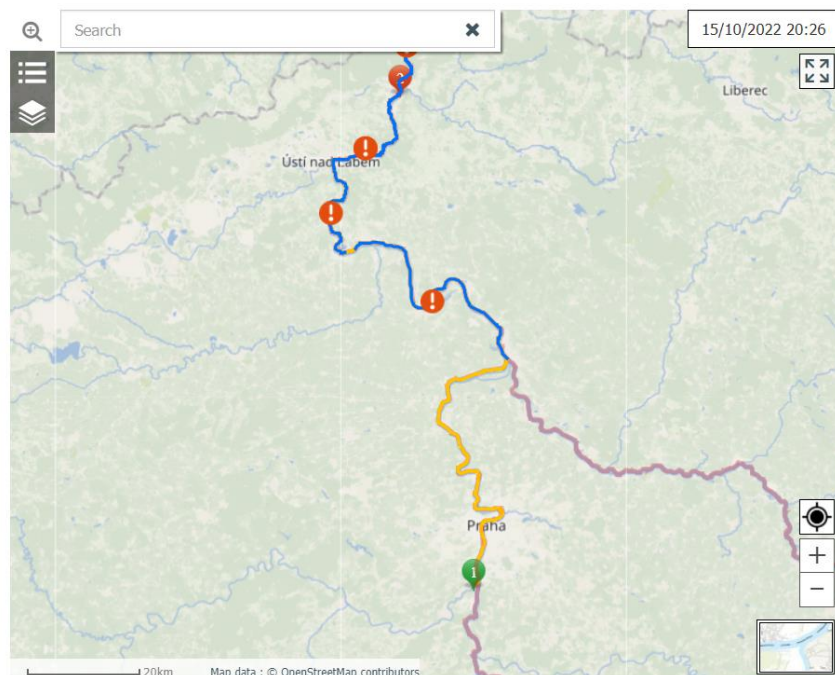 Search
15/10/2022 20:26
Liberec
Ústí nad Labem
Praha
1
20km
Map data : © OpenStreetMap contributors